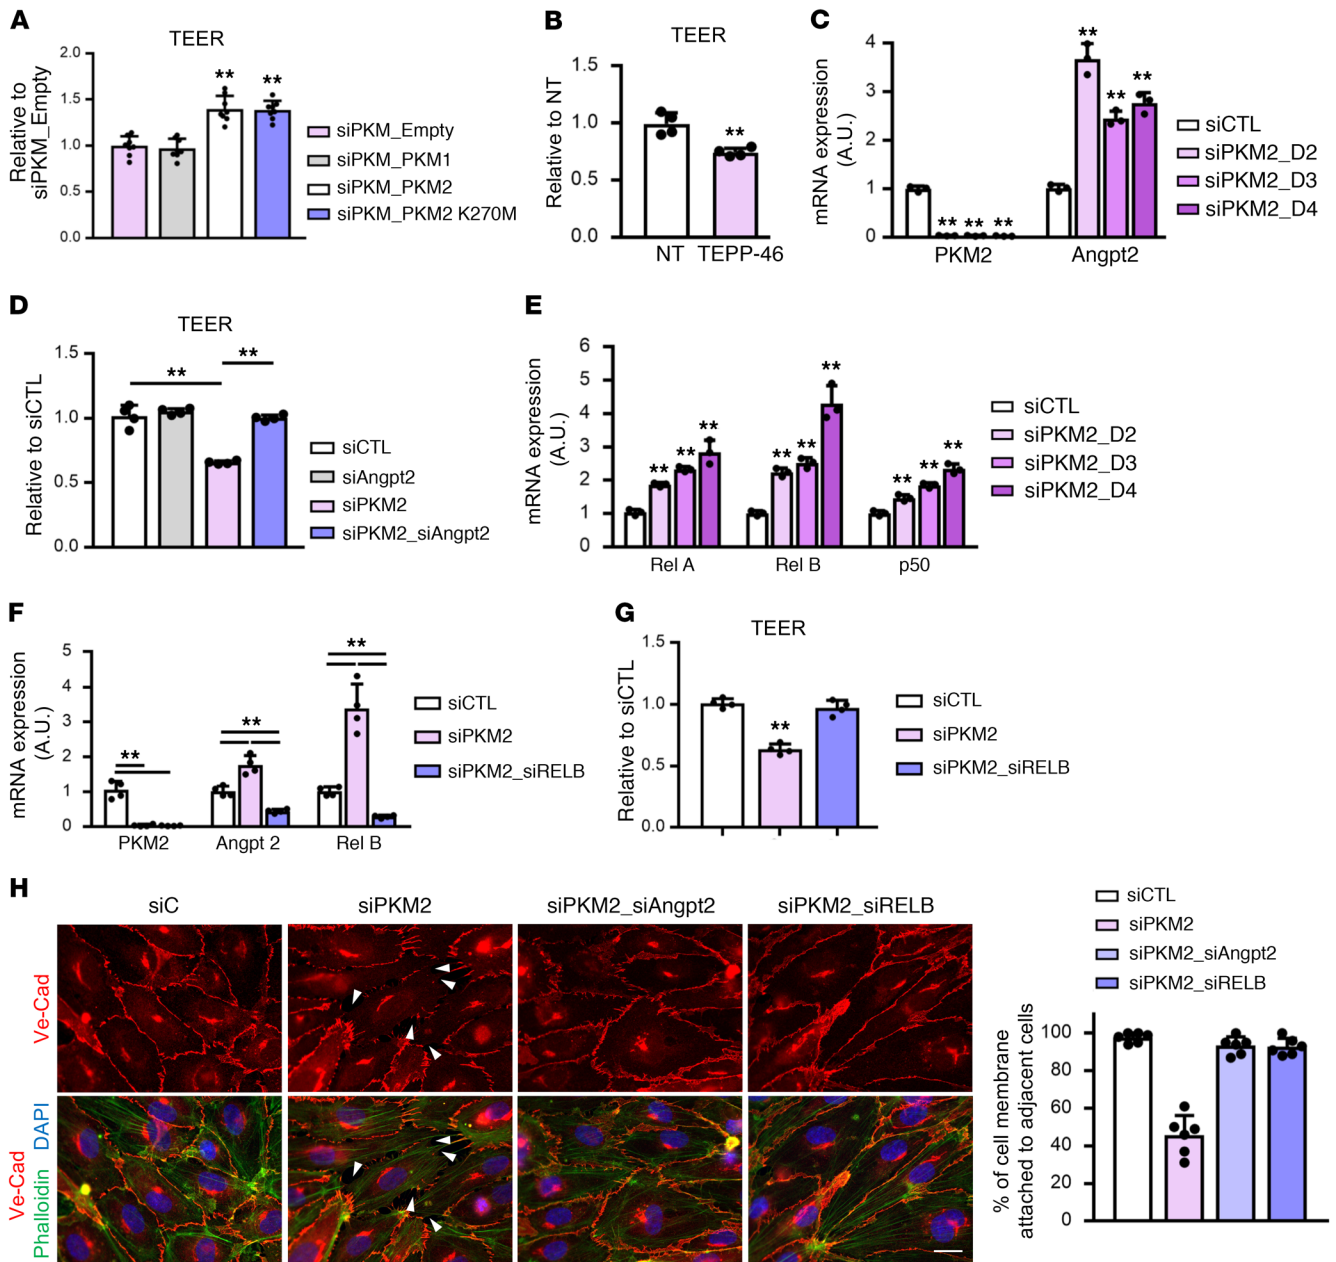 A
TEER
Relative to
siPKM_Empty
2.0
1.5
1.0
0.5
0.0
**
**
siPKM_Empty
siPKM_PKM1
siPKM_PKM2
siPKM_PKM2 K270M
B
TEER
Relative to NT
1.5
1.0
0.5
0.0
**
NT
TEPP-46
C
mRNA expression
(A.U.)
4
3
2
1
0
**
**
**
**
**
**
PKM2
Angpt2
siCTL
siPKM2_D2
siPKM2_D3
siPKM2_D4
D
TEER
Relative to siCTL
1.5
1.0
0.5
0.0
**
**
siCTL
siAngpt2
siPKM2
siPKM2_siAngpt2
E
mRNA expression
(A.U.)
6
5
4
3
2
1
0
**
**
**
**
**
**
**
**
**
Rel A
Rel B
p50
siCTL
siPKM2_D2
siPKM2_D3
siPKM2_D4
F
mRNA expression
(A.U.)
5
4
3
2
1
0
**
**
**
PKM2
Angpt 2
Rel B
siCTL
siPKM2
siPKM2_siRELB
G
TEER
Relative to siCTL
1.5
1.0
0.5
0.0
**
siCTL
siPKM2
siPKM2_siRELB
H
siC
siPKM2
siPKM2_siAngpt2
siPKM2_siRELB
Ve-Cad
Ve-Cad
Phalloidin DAPI
siCTL
siPKM2
siPKM2_siAngpt2
siPKM2_siRELB
% of cell membrane
attached to adjacent cells
100
80
60
40
20
0